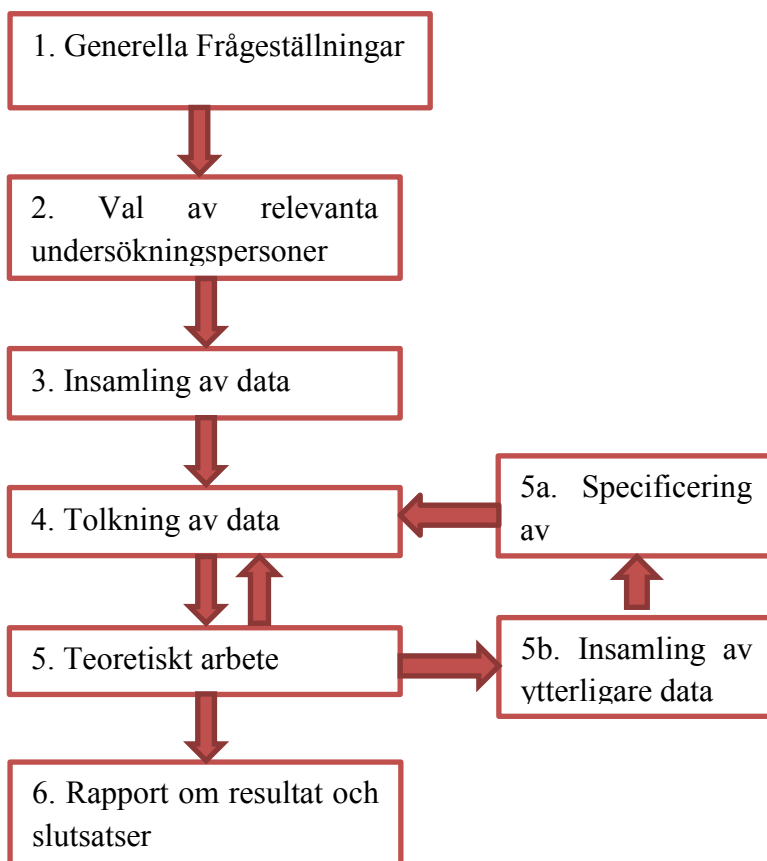 1. Generella Frågeställningar
2. Val av relevanta
undersökningspersoner
3. Insamling av data
4. Tolkning av data
5a. Specificering
av
5. Teoretiskt arbete
5b. Insamling av
ytterligare data
6. Rapport om resultat och
slutsatser